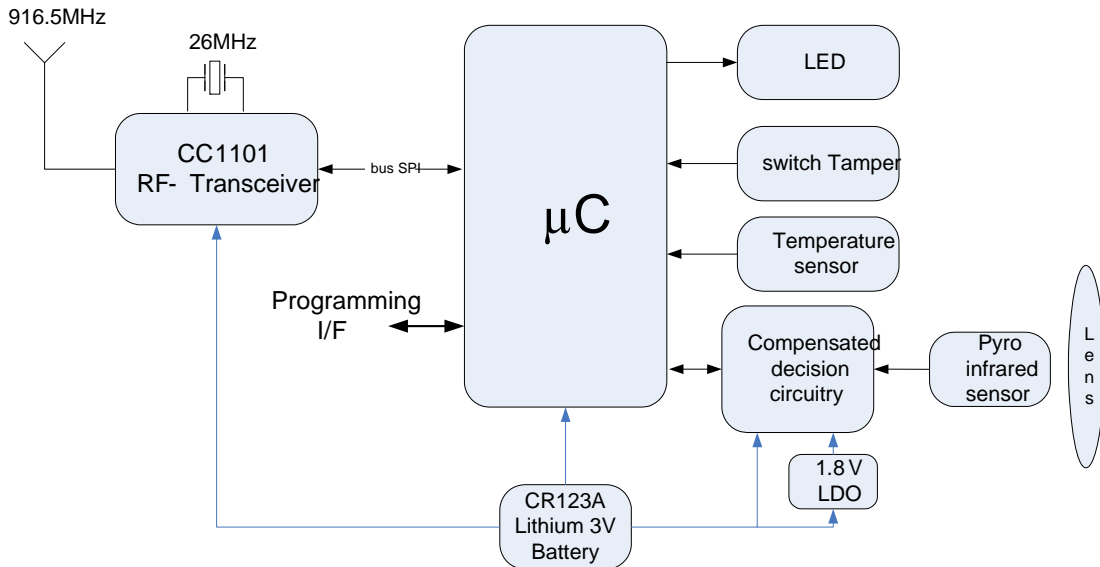 916.5MHz
26MHz
CC1101
RF- Transceiver
bus SPI
Programming
I/F
μC
LED
switch Tamper
Temperature
sensor
Compensated
decision
circuitry
Pyro
infrared
sensor
Lens
1.8 V
LDO
CR123A
Lithium 3V
Battery